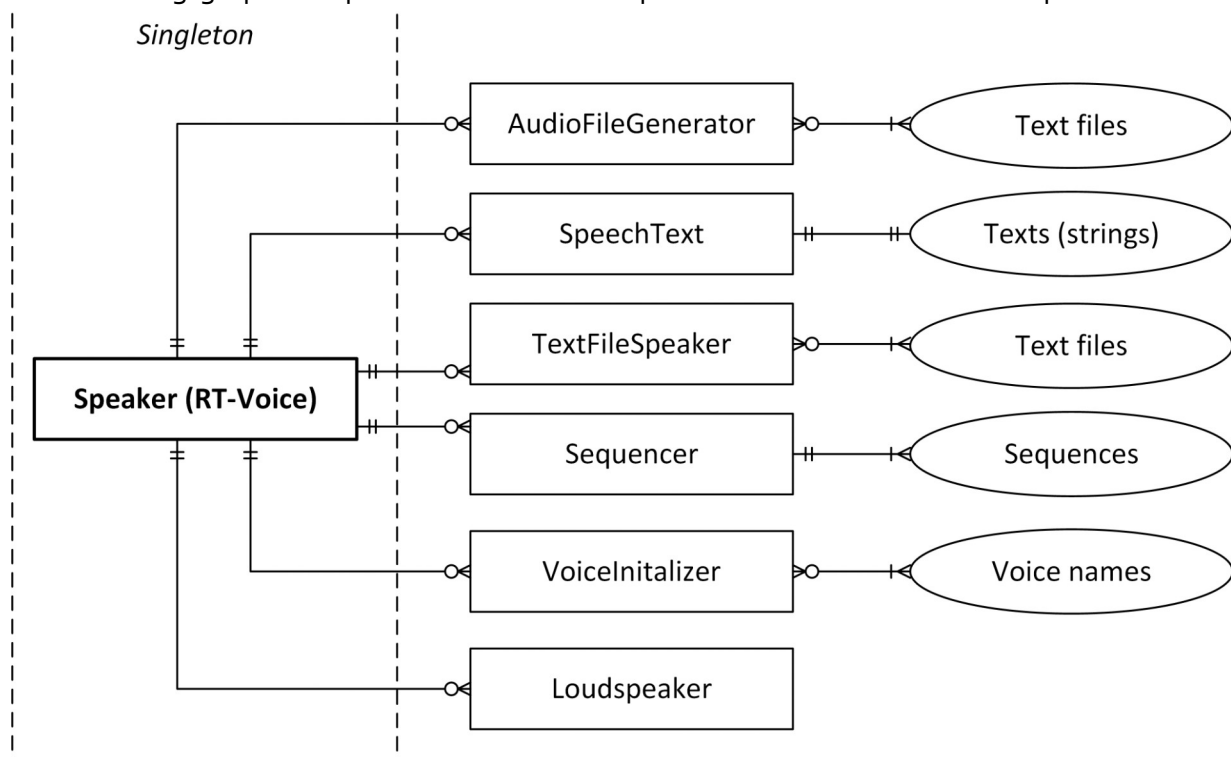 Singleton
AudioFileGenerator
Text files
SpeechText
Texts (strings)
TextFileSpeaker
Text files
Speaker (RT-Voice)
Sequencer
Sequences
VoiceInitalizer
Voice names
Loudspeaker